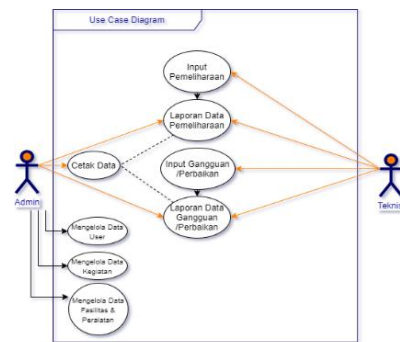 Use Case Diagram
Input
Pemeliharaan
Laporan Data
Pemeliharaan
Cetak Data
Input Gangguan
/Perbaikan
Admin
Teknis
Laporan Data
Gangguan
/Perbaikan
Mengelola Data
User
Mengelola Data
Kegiatan
Mengelola Data
Fasilitas &
Peralatan